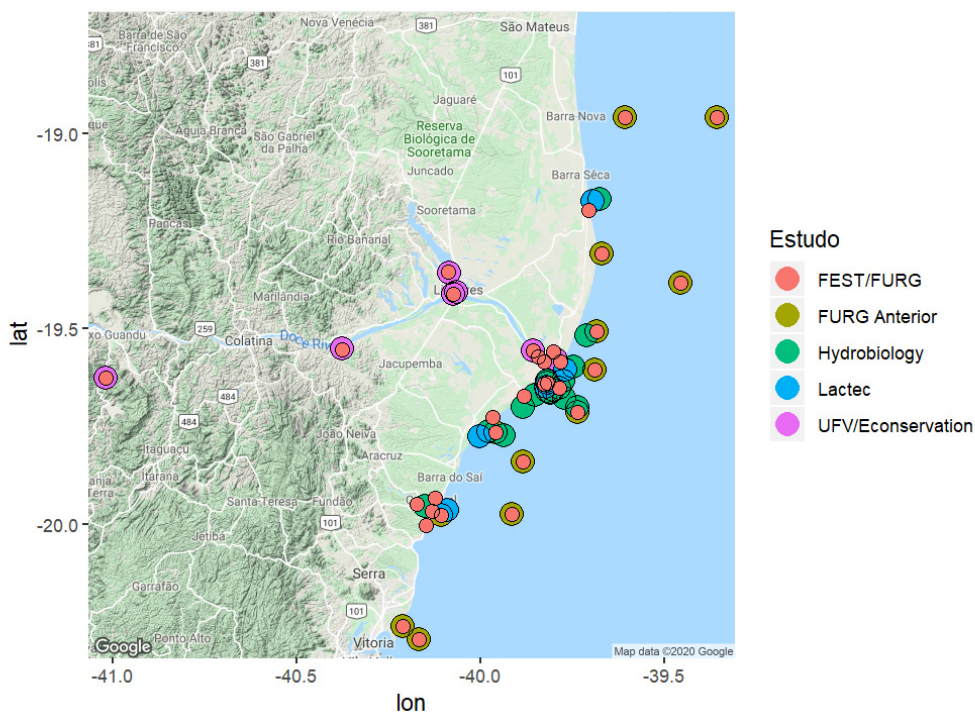 Nova Venécia
381
São Mateus
Barra de São
Francisco
381
101
381
Jaguaré
Barra Nova
-19.0
Aguia Branca
São Gabriel
da Palha
Reserva
Biológica de
Sooretama
Juncado
Barra Sêca
Pancas
Sooretama
Rio Bananal
Estudo
FEST/FURG
Marilândia
FURG Anterior
-19.5
259
Colatina
Doce
Hydrobiology
lat
Jacupemba
Lactec
UFV/Econservation
484
484
João Neiva
Itaguaçu
Aracruz
Itarana
Barra do Saí
Santa Teresa
Fundão
-20.0
Jetibá
101
Serra
Garrafão
101
Ponto Alto
Vitoria
Google
Map data ©2020 Google
-41.0
-40.5
-40.0
-39.5
lon